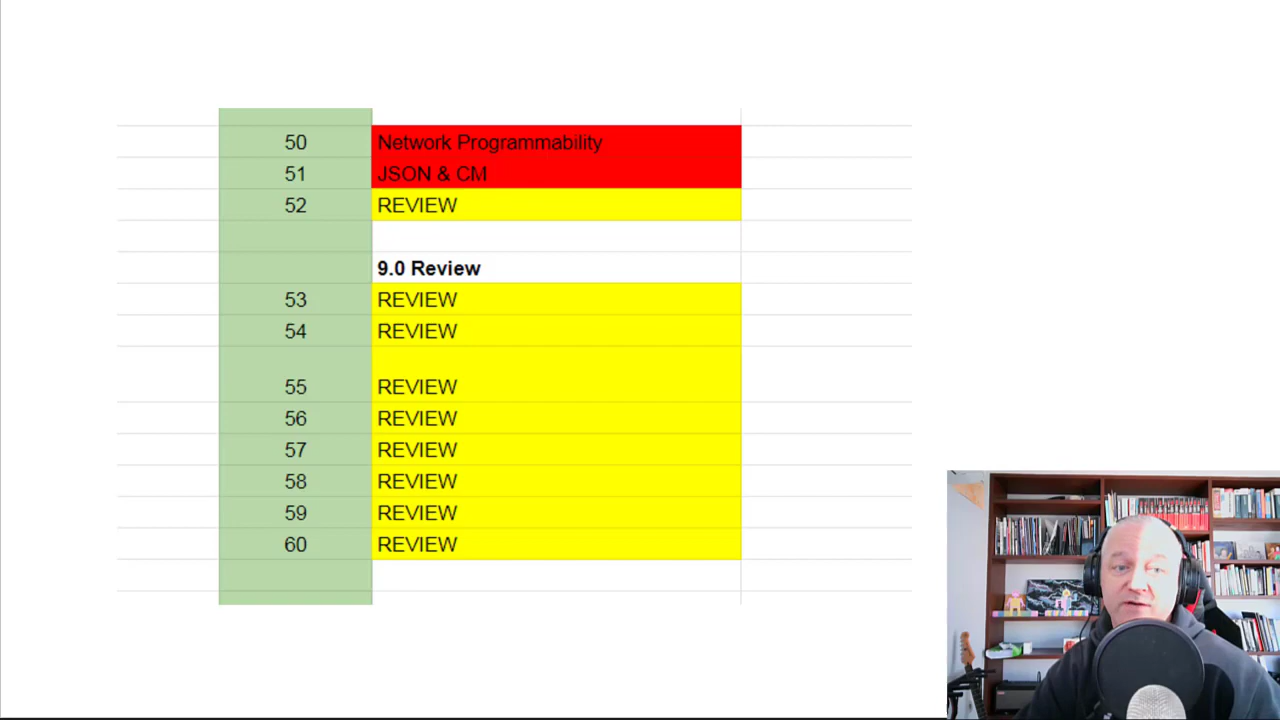 50 Network Programmability
51 JSON & CM
52 REVIEW
9.0 Review
53 REVIEW
54 REVIEW
55 REVIEW
56 REVIEW
57 REVIEW
58 REVIEW
59 REVIEW
60 REVIEW